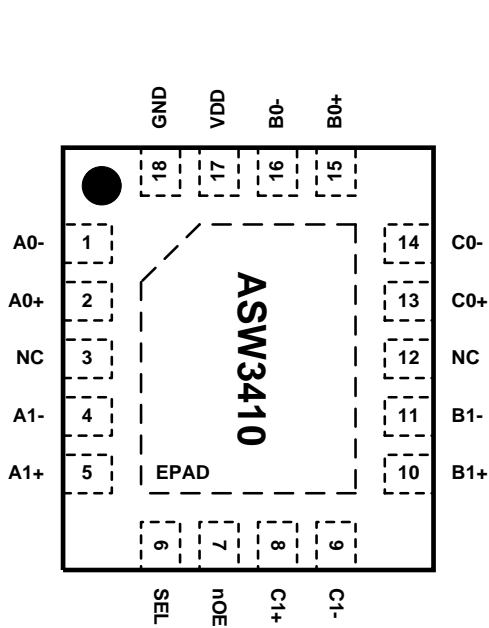 GND VDD B0- B0+
18 17 16 15
A0- 1 14 C0-
A0+ 2 13 C0+
NC 3 12 NC
A1- 4 11 B1-
A1+ 5 10 B1+
ASW3410
EPAD
6 7 8 9
SEL nOE C1+ C1-